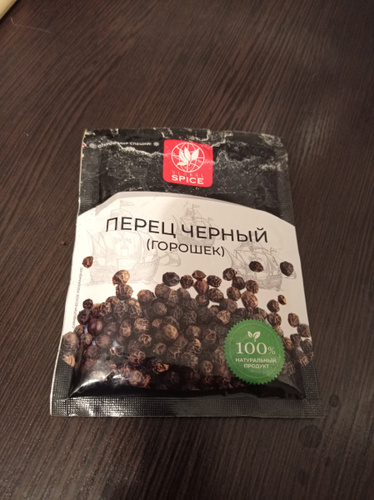 SPICE
ПЕРЕЦ ЧЕРНЫЙ
(ГОРОШЕК)
100%
НАТУРАЛЬНЫЙ
ПРОДУКТ